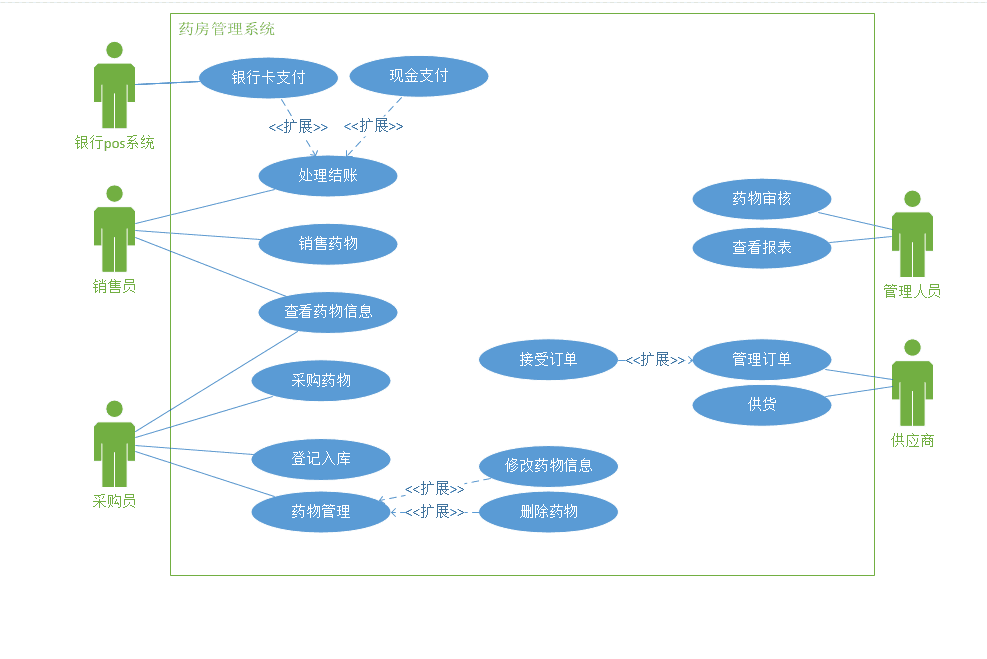 药房管理系统
银行卡支付
现金支付
银行pos系统
<<扩展>>
<<扩展>>
处理结账
药物审核
销售药物
查看报表
销售员
管理人员
查看药物信息
接受订单
<<扩展>>
管理订单
采购药物
供货
供应商
登记入库
修改药物信息
<<扩展>>
采购员
药物管理
<<扩展>>
删除药物